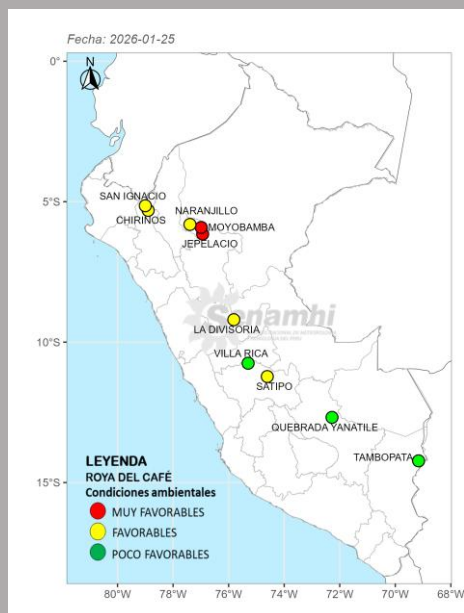 Fecha: 2026-01-25
N
0°
5°S
SAN IGNACIO
CHIRINOS
NARANJILLO
MOYOBAMBA
JEPELACIO
Senamhi
LA DIVISORIA
10°S
VILLA RICA
SATIPO
QUEBRADA YANATILE
TAMBOPATA
15°S
LEYENDA
ROYA DEL CAFÉ
Condiciones ambientales
MUY FAVORABLES
FAVORABLES
POCO FAVORABLES
80°W 78°W 76°W 74°W 72°W 70°W 68°W